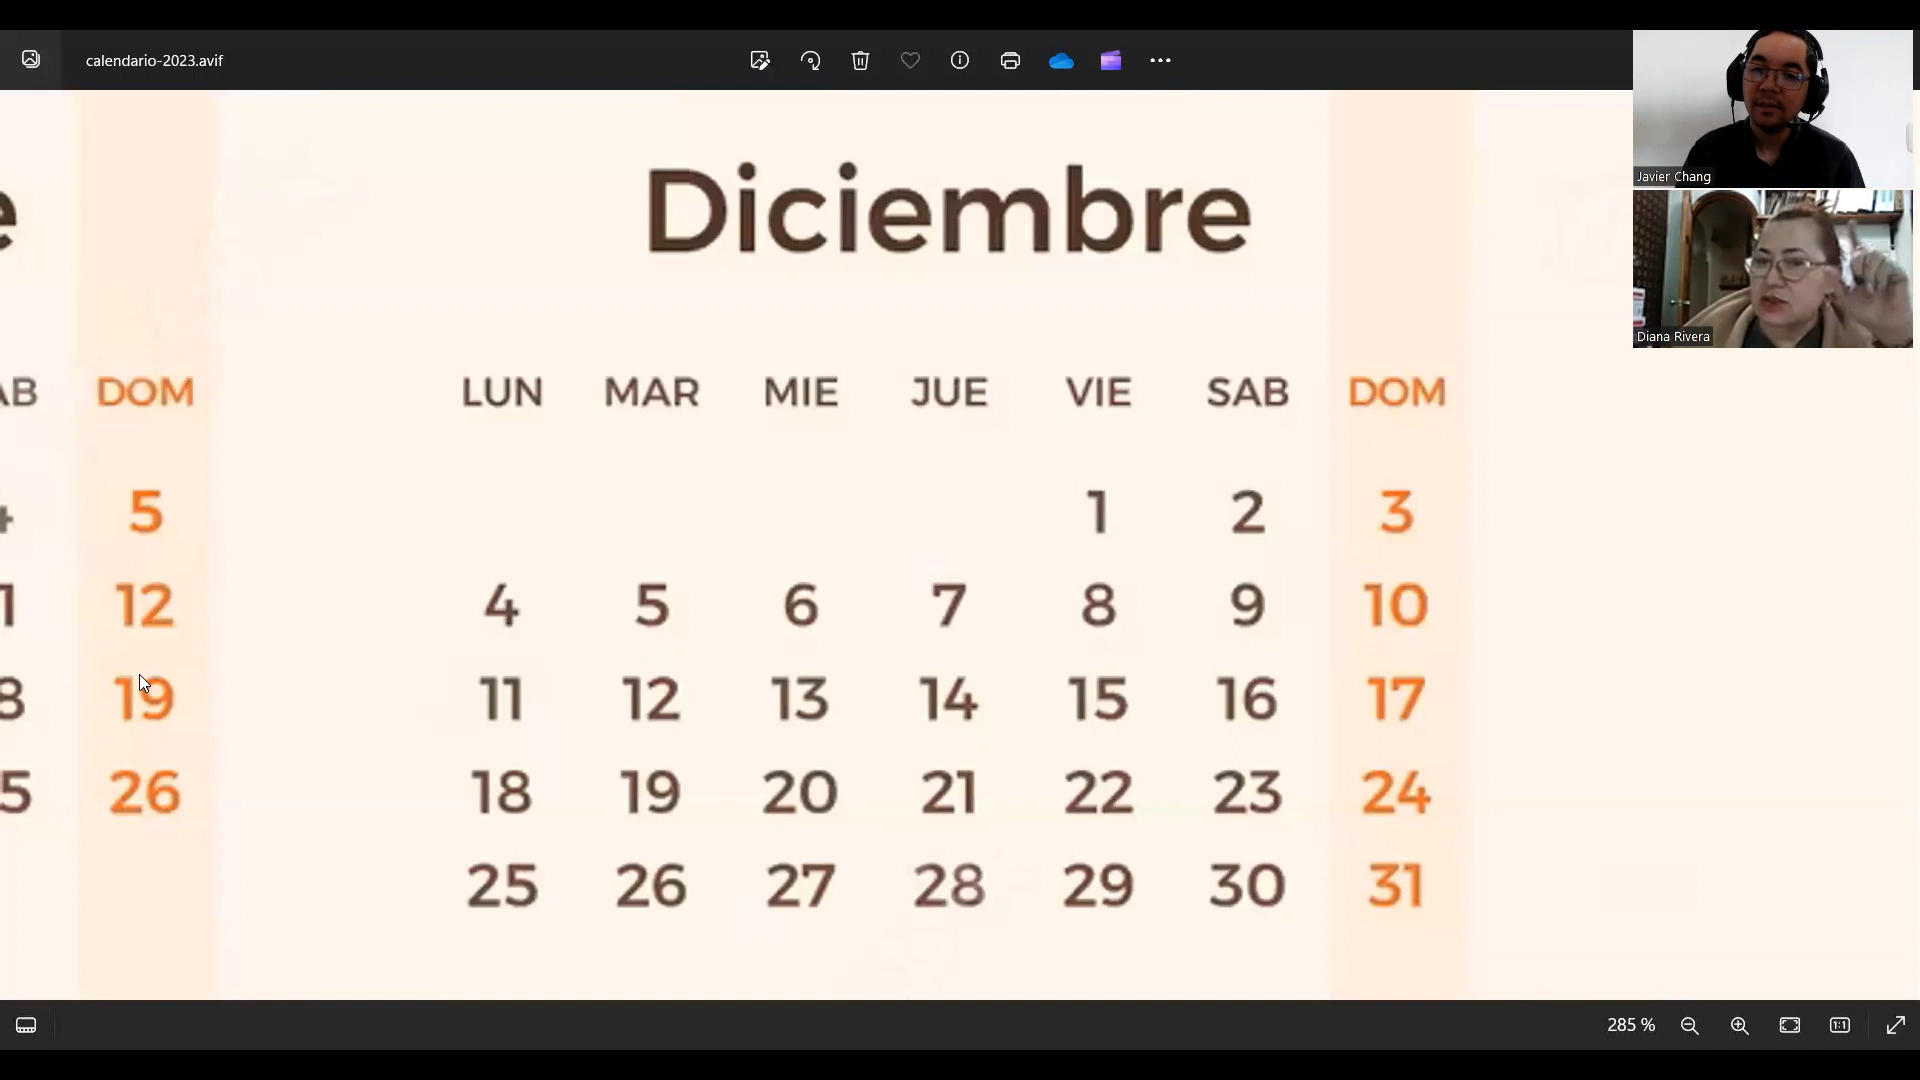 calendario-2023.avif
Javier Chang
Diana Rivera
Diciembre
DOM
5
12
19
26
LUN MAR MIE JUE VIE SAB DOM
1 2 3
4 5 6 7 8 9 10
11 12 13 14 15 16 17
18 19 20 21 22 23 24
25 26 27 28 29 30 31
285 %